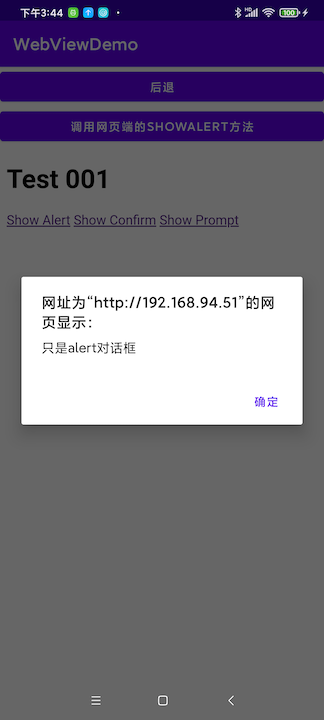 下午3:44
HD
100
WebViewDemo
后退
调用网页端的SHOWALERT方法
Test 001
Show Alert Show Confirm Show Prompt
网址为“http://192.168.94.51”的网
页显示：
只是alert对话框
确定